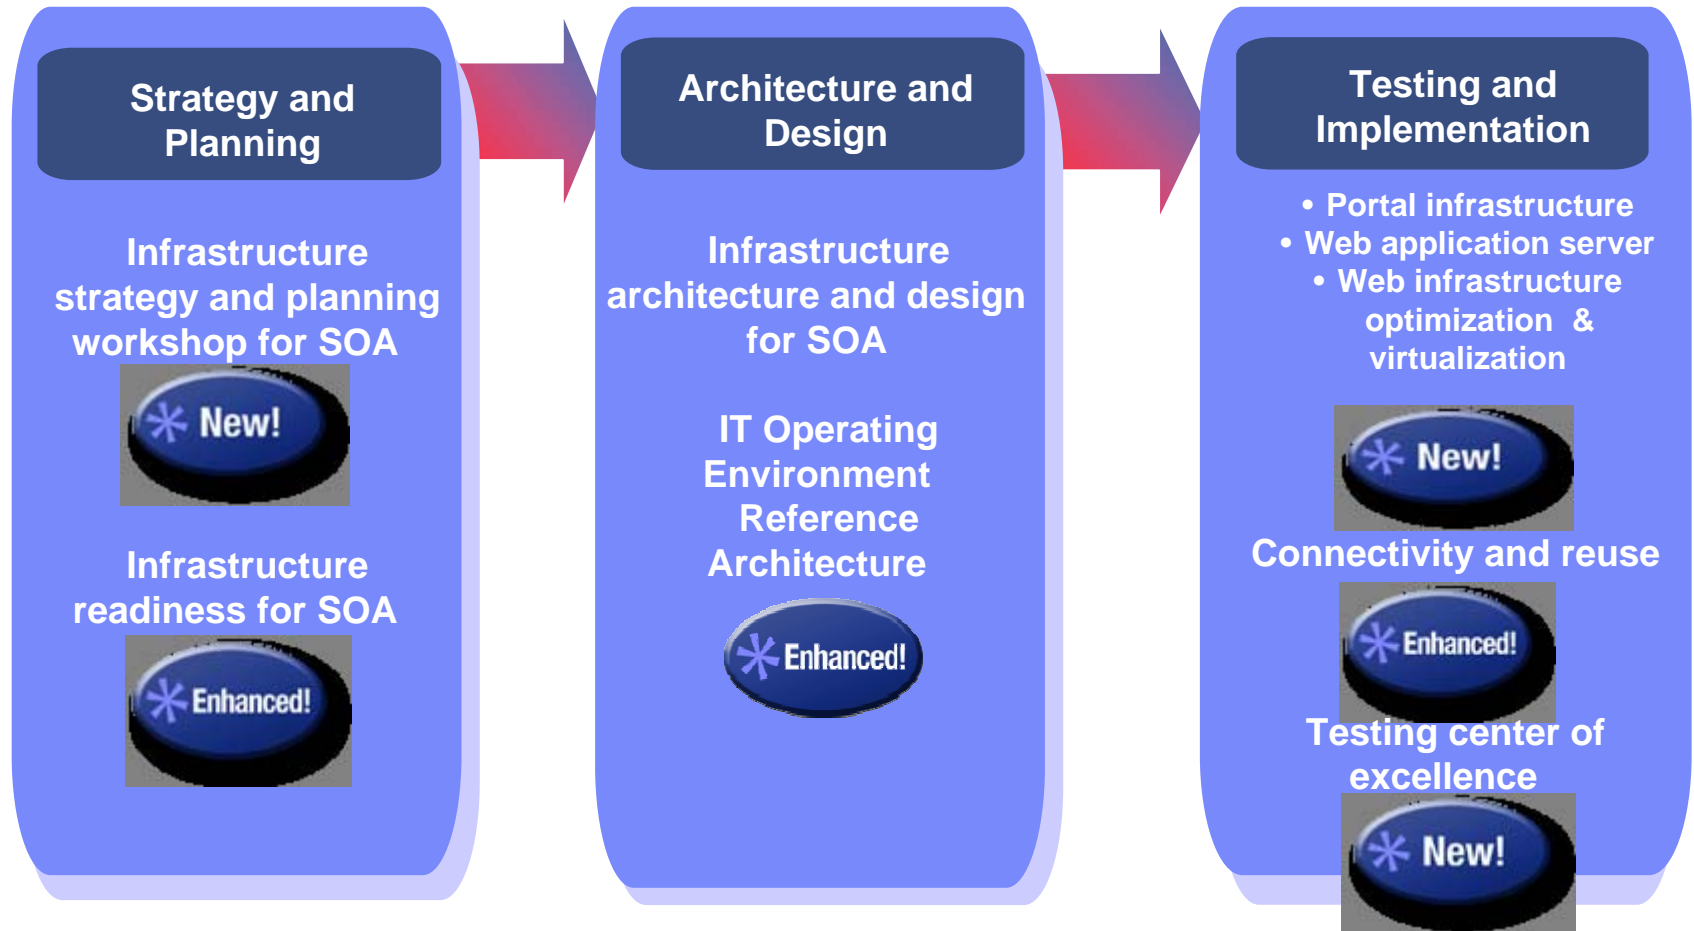 Strategy and
Planning
Infrastructure
strategy and planning
workshop for SOA
* New!
Infrastructure
readiness for SOA
* Enhanced!
Architecture and
Design
Infrastructure
architecture and design
for SOA
IT Operating
Environment
Reference
Architecture
* Enhanced!
Testing and
Implementation
• Portal infrastructure
• Web application server
• Web infrastructure
optimization &
virtualization
* New!
Connectivity and reuse
* Enhanced!
Testing center of
excellence
* New!